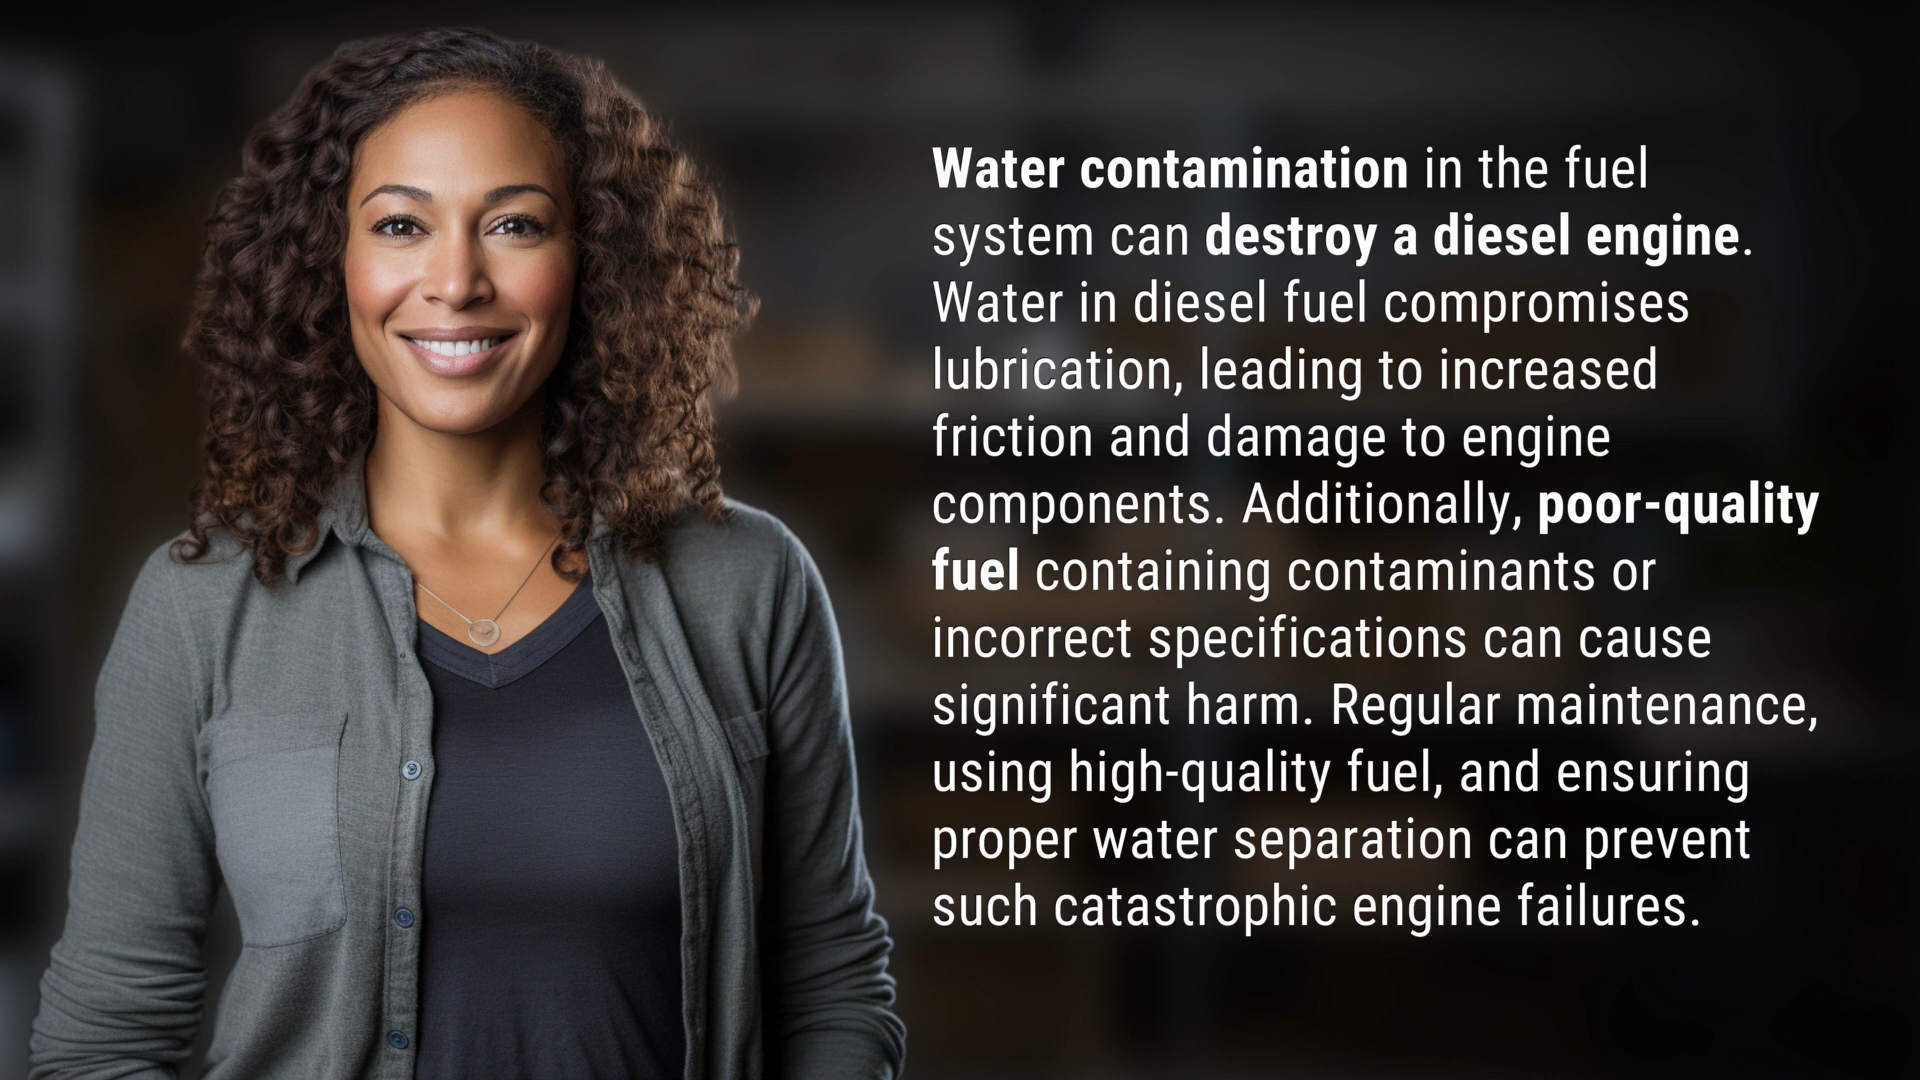 Water contamination in the fuel
system can destroy a diesel engine.
Water in diesel fuel compromises
lubrication, leading to increased
friction and damage to engine
components. Additionally, poor-quality
fuel containing contaminants or
incorrect specifications can cause
significant harm. Regular maintenance,
using high-quality fuel, and ensuring
proper water separation can prevent
such catastrophic engine failures.